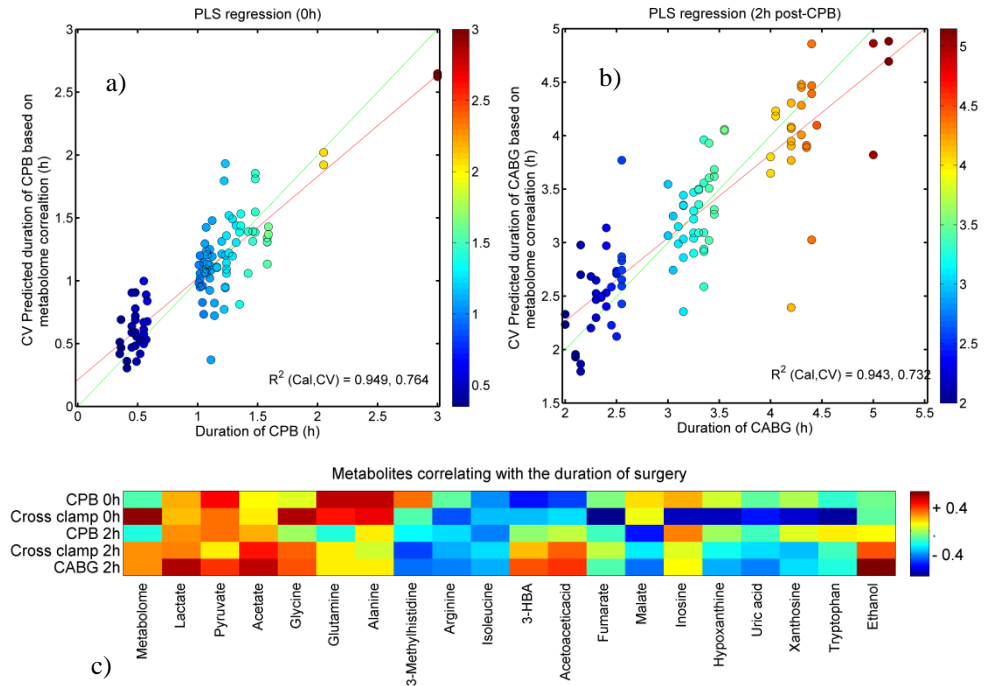 PLS regression (0h)
a)
3
2.5
2
1.5
1
0.5
0
0 0.5 1 1.5 2 2.5 3
CV Predicted duration of CPB based on
metabolome correaltion (h)
Duration of CPB (h)
R² (Cal,CV) = 0.949, 0.764
3
2.5
2
1.5
1
0.5
PLS regression (2h post-CPB)
b)
5
4.5
4
3.5
3
2.5
2
1.5
2 2.5 3 3.5 4 4.5 5 5.5
CV Predicted duration of CABG based on
metabolome correalation (h)
Duration of CABG (h)
R² (Cal,CV) = 0.943, 0.732
5
4.5
4
3.5
3
2.5
2
Metabolites correlating with the duration of surgery
CPB 0h
Cross clamp 0h
CPB 2h
Cross clamp 2h
CABG 2h
+ 0.4
- 0.4
Metabolome
Lactate
Pyruvate
Acetate
Glycine
Glutamine
Alanine
3-Methylhistidine
Arginine
Isoleucine
3-HBA
Acetoaceticacid
Fumarate
Malate
Inosine
Hypoxanthine
Uric acid
Xanthosine
Tryptophan
Ethanol
c)